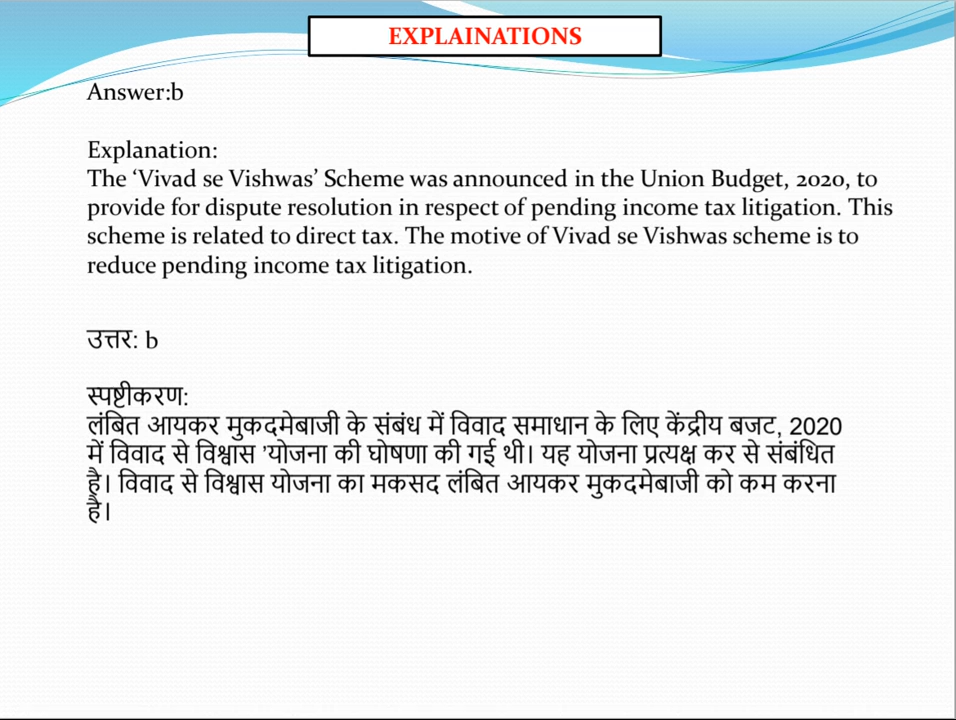 EXPLAINATIONS
Answer:b
Explanation:
The ‘Vivad se Vishwas’ Scheme was announced in the Union Budget, 2020, to
provide for dispute resolution in respect of pending income tax litigation. This
scheme is related to direct tax. The motive of Vivad se Vishwas scheme is to
reduce pending income tax litigation.
उत्तर: b
स्पष्टीकरण:
लंबित आयकर मुकदमेबाजी के संबंध में विवाद समाधान के लिए केंद्रीय बजट, 2020
में विवाद से विश्वास 'योजना की घोषणा की गई थी। यह योजना प्रत्यक्ष कर से संबंधित
है। विवाद से विश्वास योजना का मकसद लंबित आयकर मुकदमेबाजी को कम करना
है।